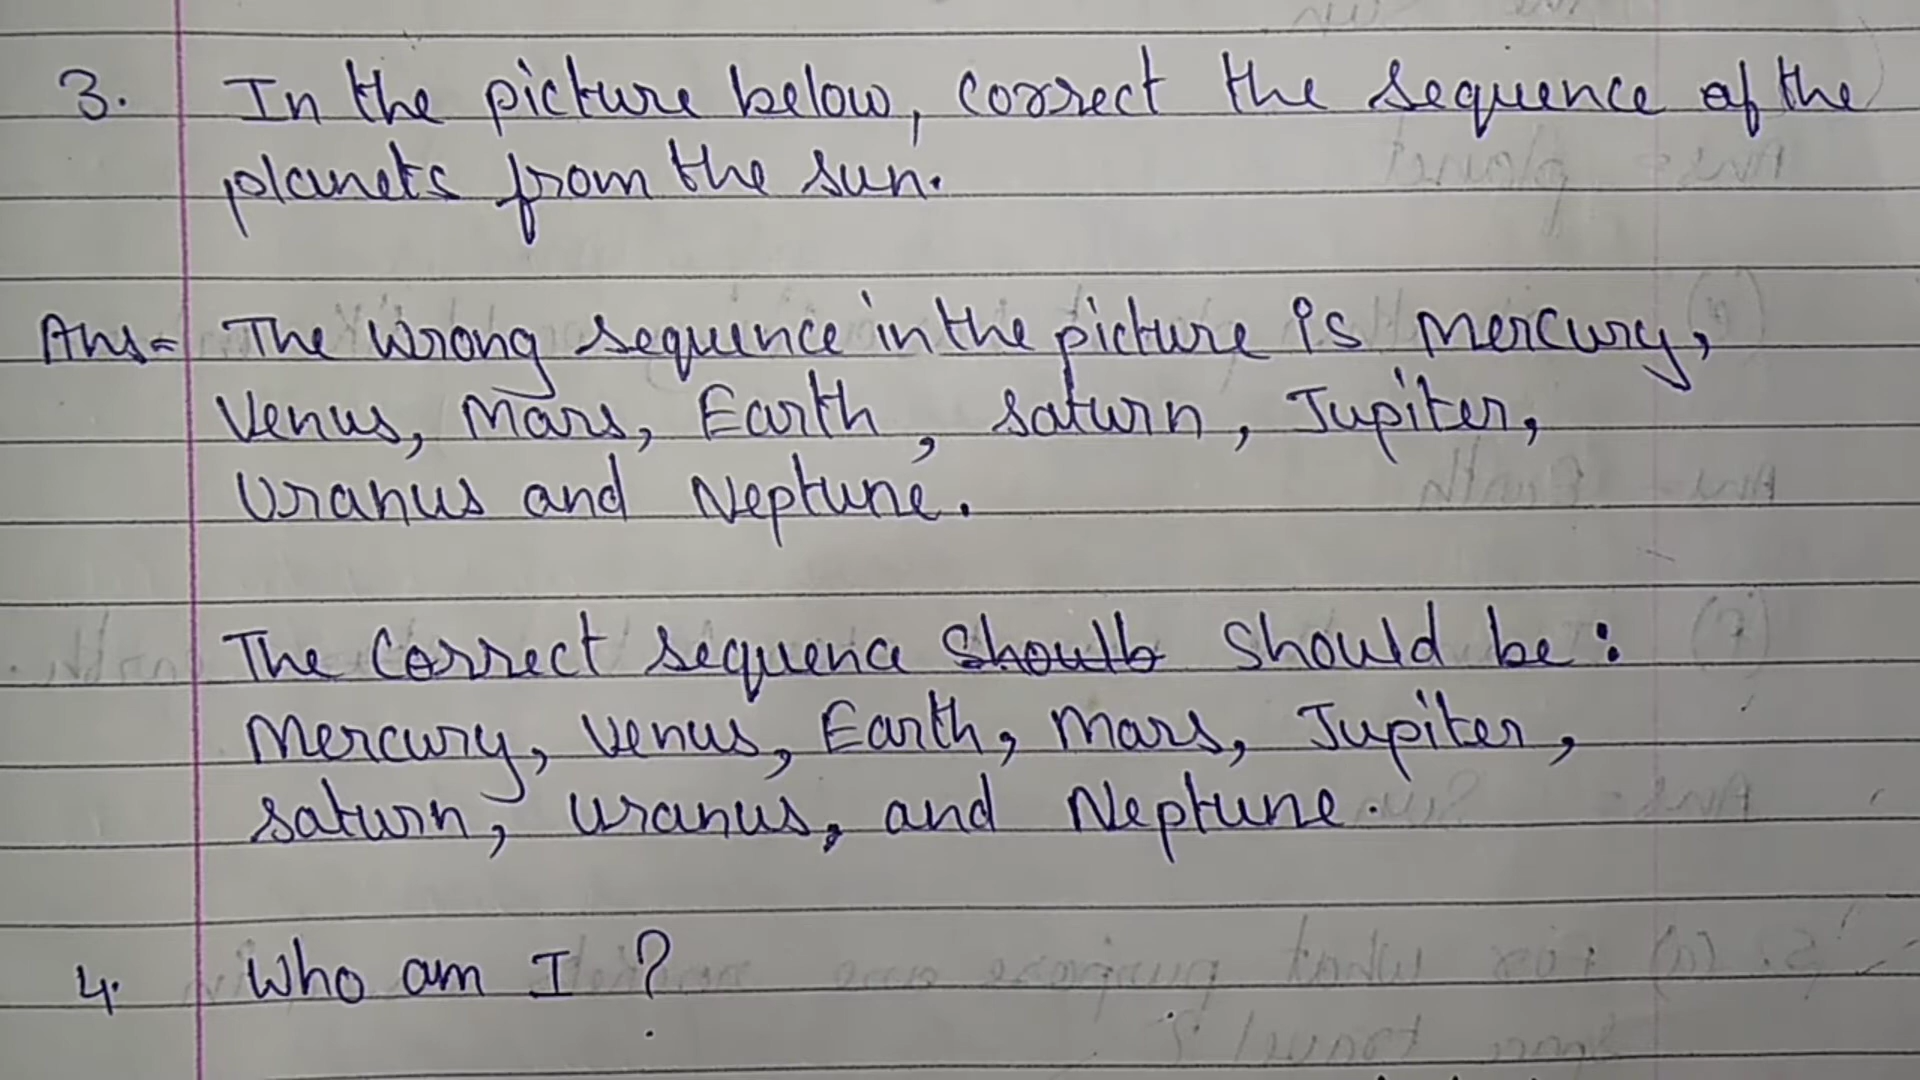 3. In the picture below, correct the sequence of the
planets from the sun.
Ans= The wrong sequence in the picture is Mercury,
Venus, Mars, Earth, Saturn, Jupiter,
Uranus and Neptune.
The correct sequence Shoulb Should be:
Mercury, Venus, Earth, Mars, Jupiter,
Saturn, Uranus, and Neptune.
4. Who am I ?